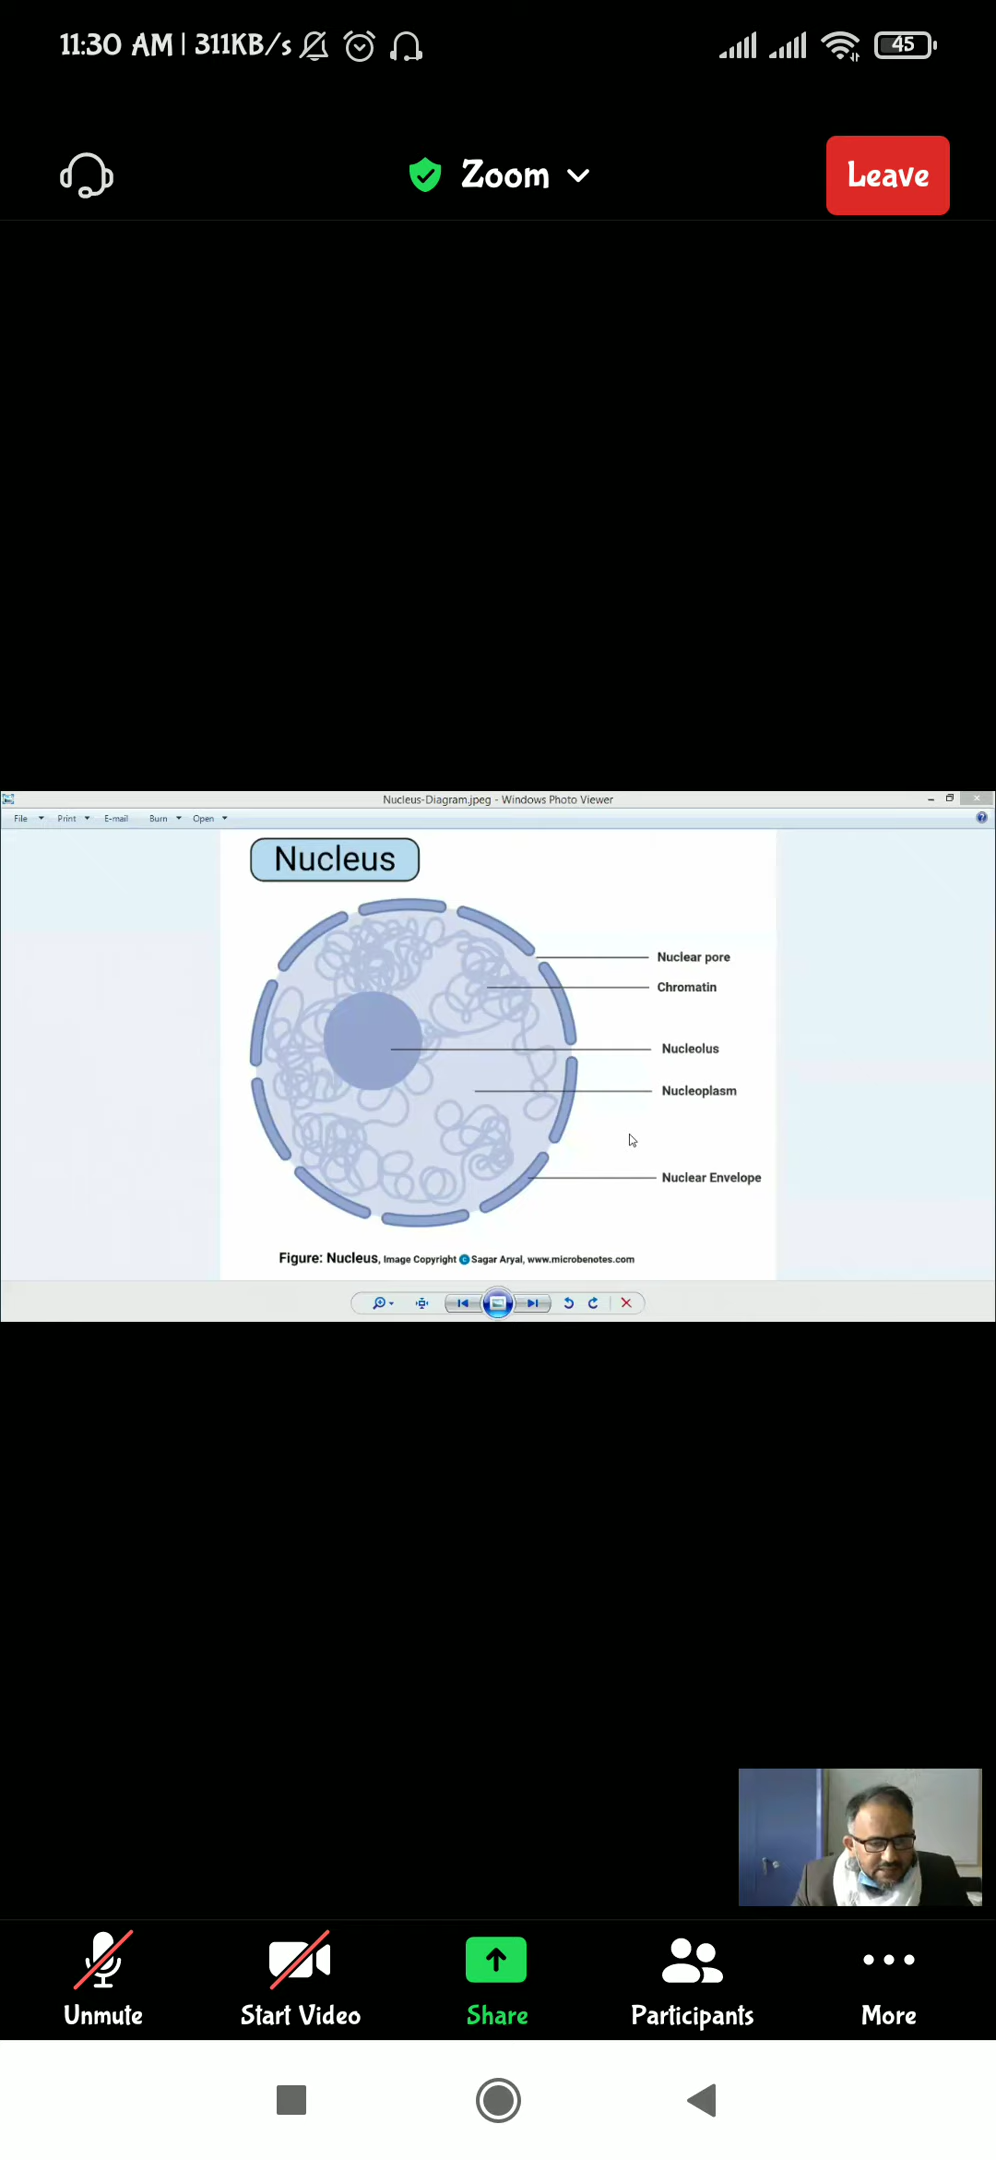 11:30 AM | 311KB/s 45
Zoom Leave
Nucleus-Diagram.jpeg - Windows Photo Viewer
File Print E-mail Burn Open
Nucleus
Nuclear pore
Chromatin
Nucleolus
Nucleoplasm
Nuclear Envelope
Figure: Nucleus, Image Copyright © Sagar Aryal, www.microbenotes.com
Unmute Start Video Share Participants More